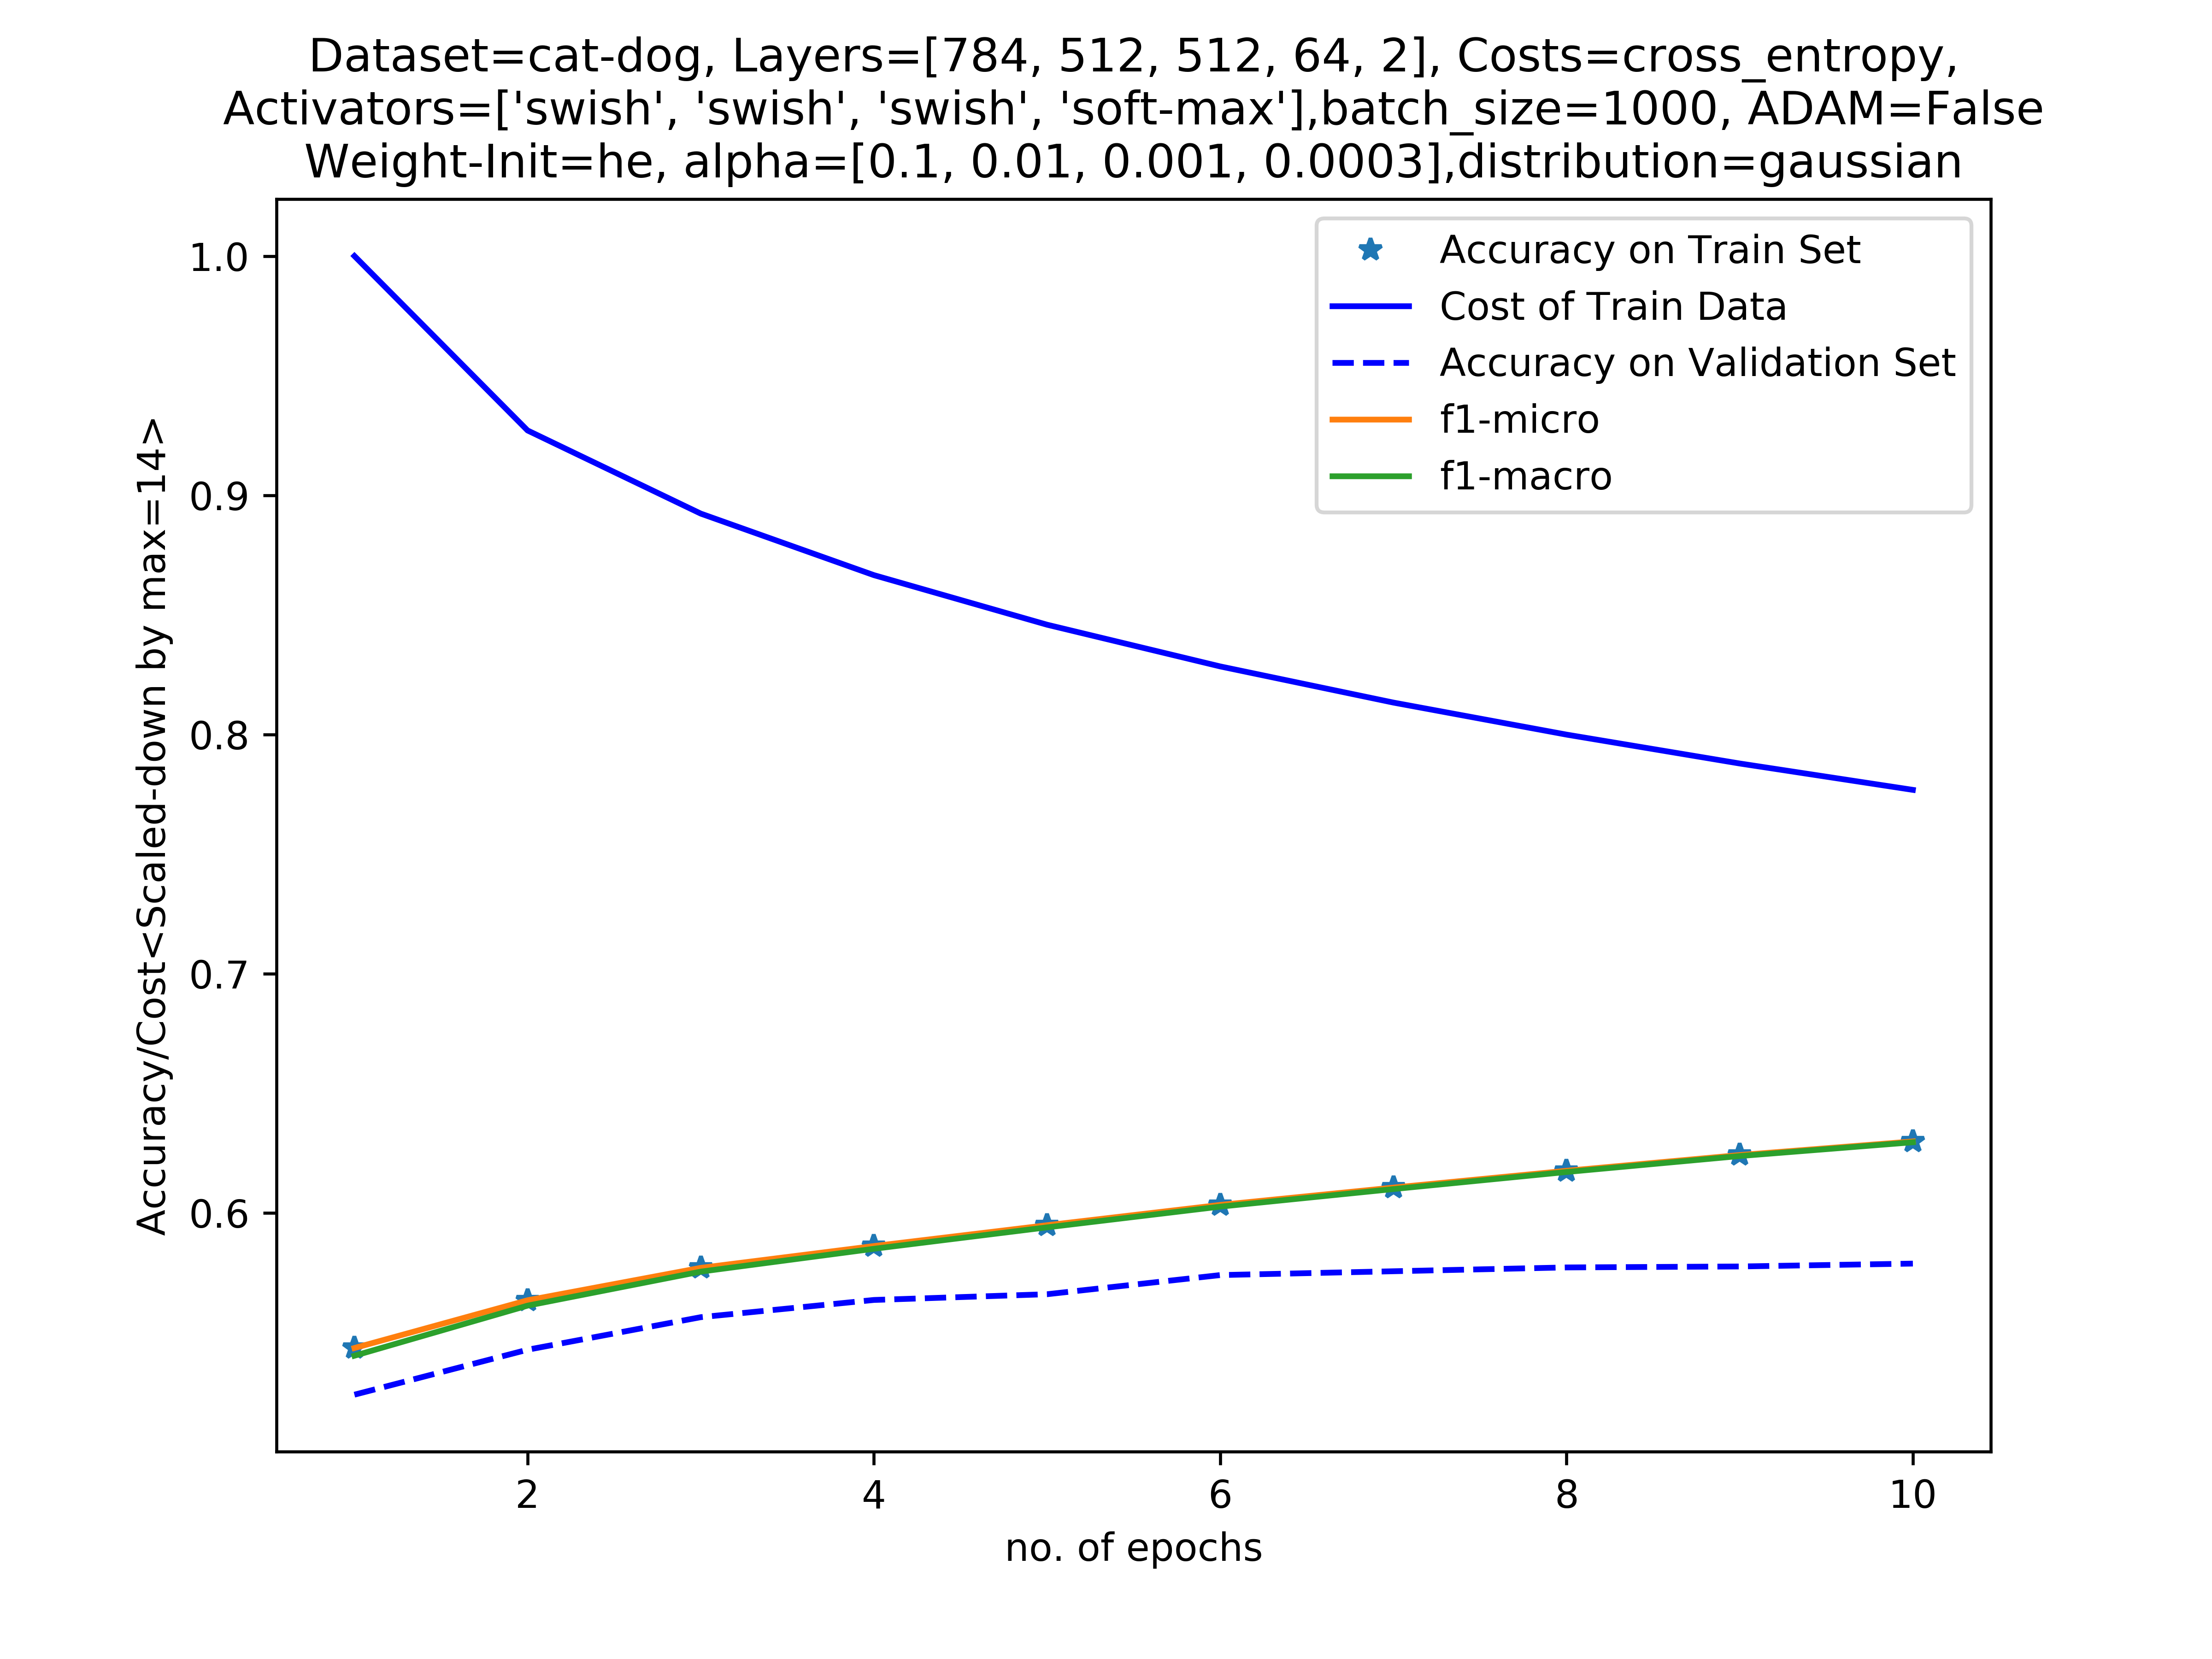 Dataset=cat-dog, Layers=[784, 512, 512, 64, 2], Costs=cross_entropy,
Activators=['swish', 'swish', 'swish', 'soft-max'],batch_size=1000, ADAM=False
Weight-Init=he, alpha=[0.1, 0.01, 0.001, 0.0003],distribution=gaussian
Accuracy on Train Set
Cost of Train Data
Accuracy on Validation Set
f1-micro
f1-macro
Accuracy/Cost<Scaled-down by max=14>
1.0
0.9
0.8
0.7
0.6
2 4 6 8 10
no. of epochs